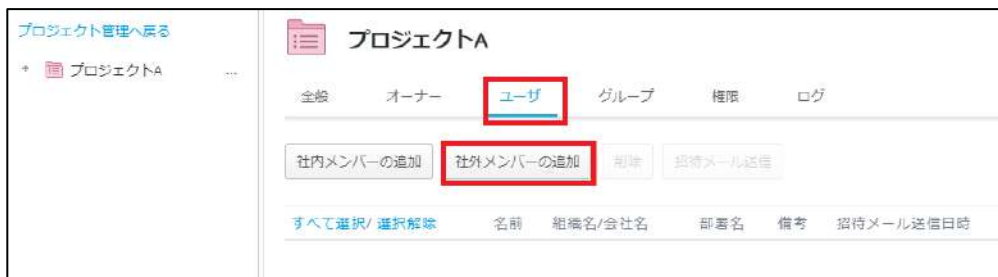 プロジェクト管理へ戻る
プロジェクトA
プロジェクトA ...
全般 オーナー ユーザ グループ 権限 ログ
社内メンバーの追加 社外メンバーの追加 削除 招待メール送信
すべて選択/ 選択解除 名前 組織名/会社名 部署名 備考 招待メール送信日時